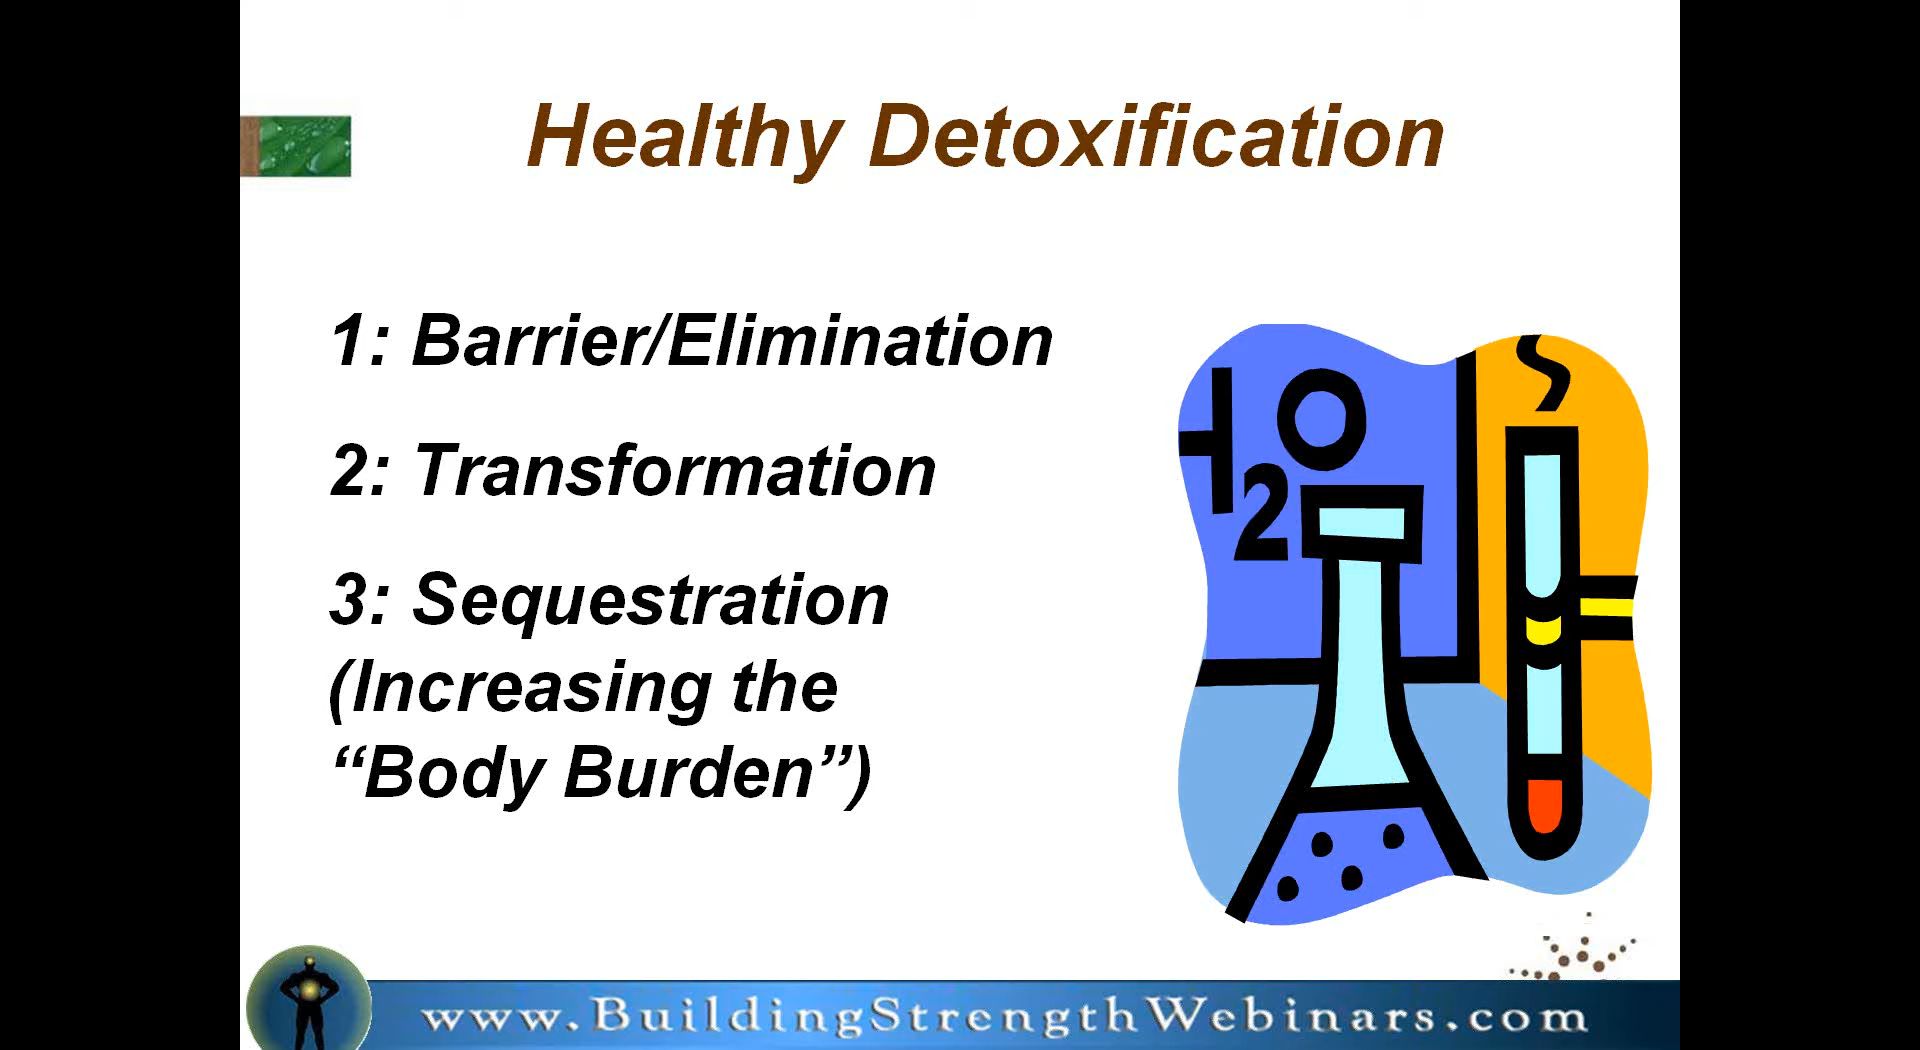 Healthy Detoxification
1: Barrier/Elimination
2: Transformation
3: Sequestration
(Increasing the
“Body Burden”)
H2O
www.BuildingStrengthWebinars.com